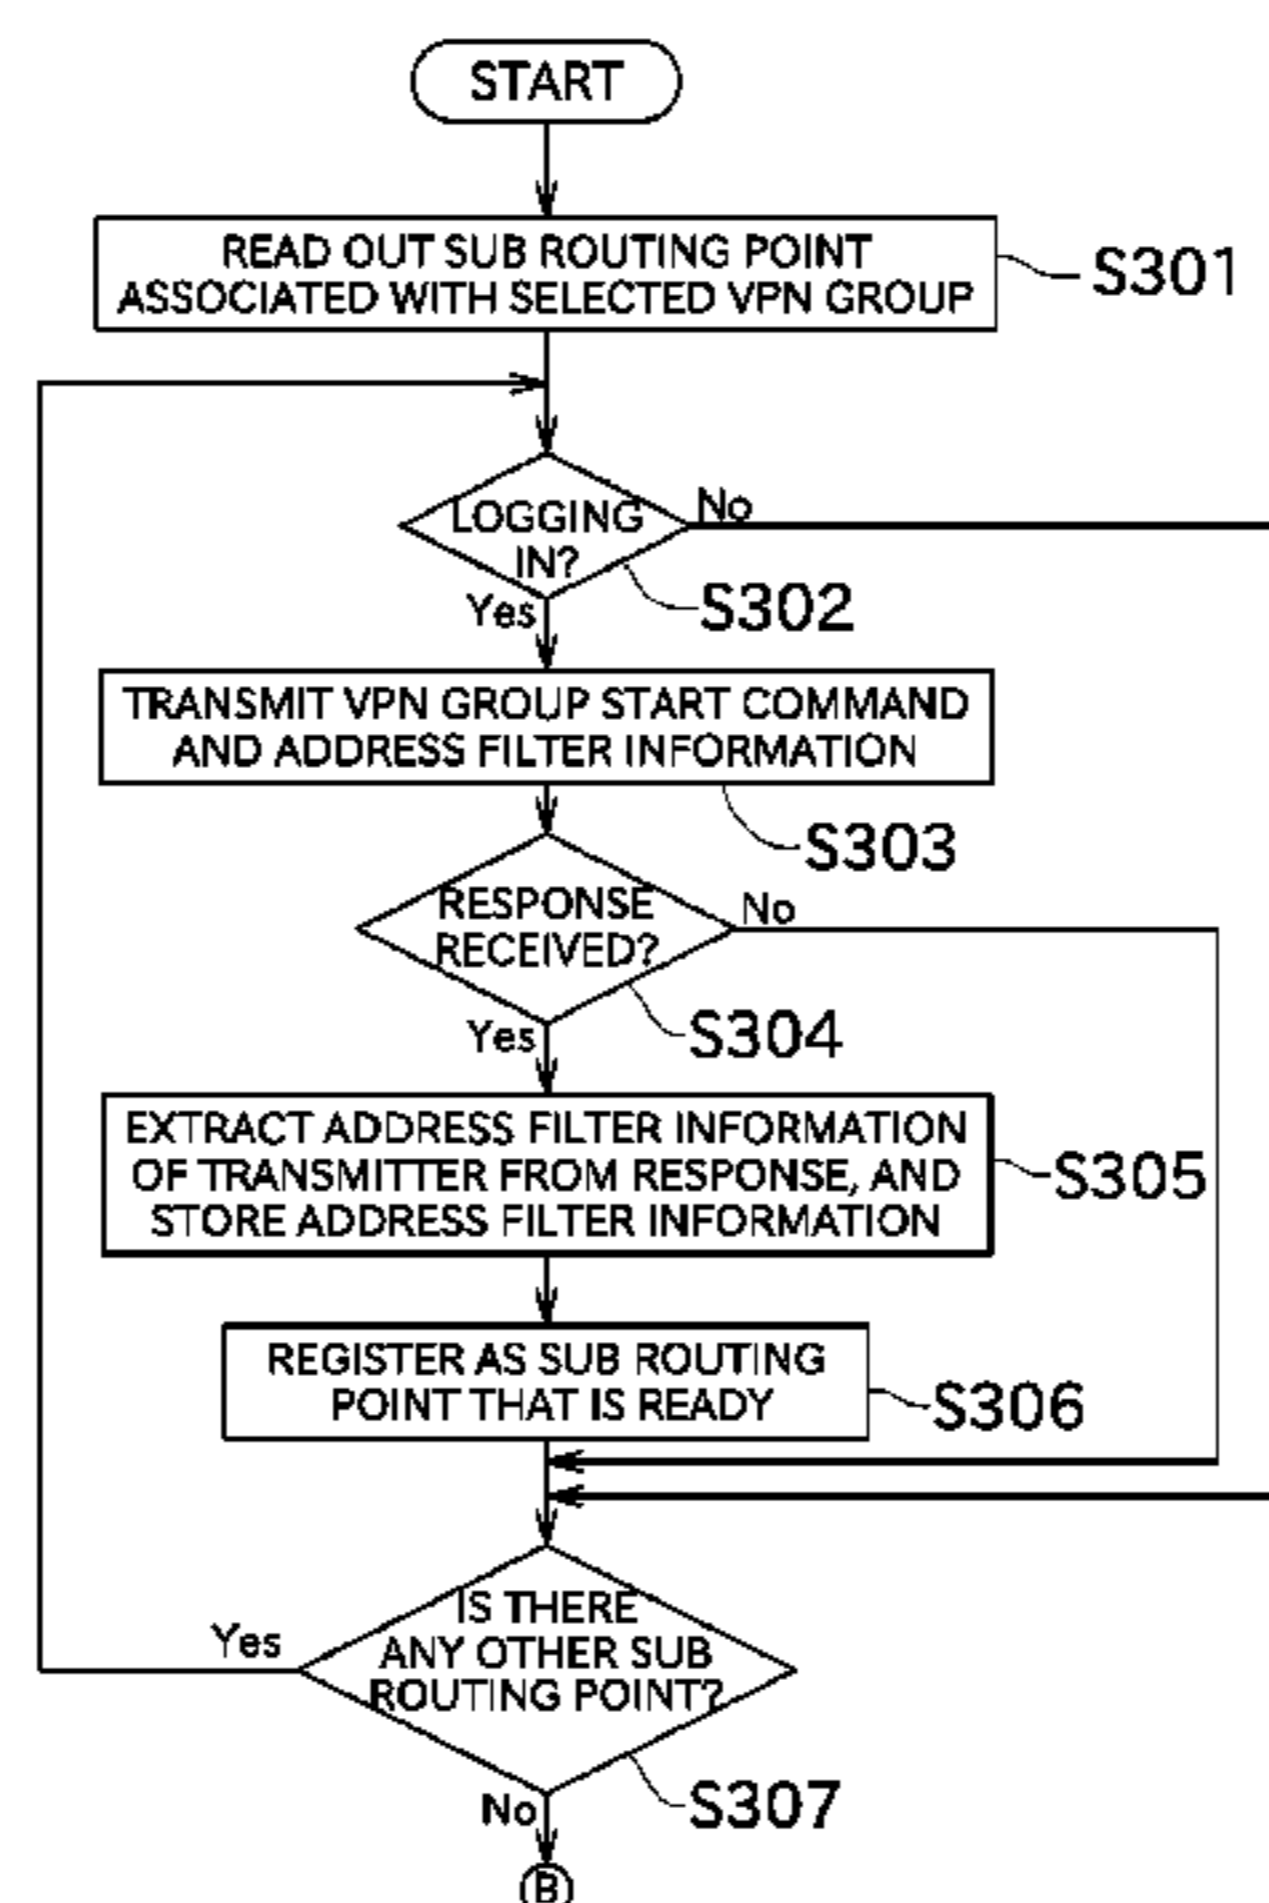 START
READ OUT SUB ROUTING POINT
ASSOCIATED WITH SELECTED VPN GROUP
S301
LOGGING
IN?
No
Yes
S302
TRANSMIT VPN GROUP START COMMAND
AND ADDRESS FILTER INFORMATION
S303
RESPONSE
RECEIVED?
No
Yes
S304
EXTRACT ADDRESS FILTER INFORMATION
OF TRANSMITTER FROM RESPONSE, AND
STORE ADDRESS FILTER INFORMATION
S305
REGISTER AS SUB ROUTING
POINT THAT IS READY
S306
IS THERE
ANY OTHER SUB
ROUTING POINT?
Yes
S307
No
B